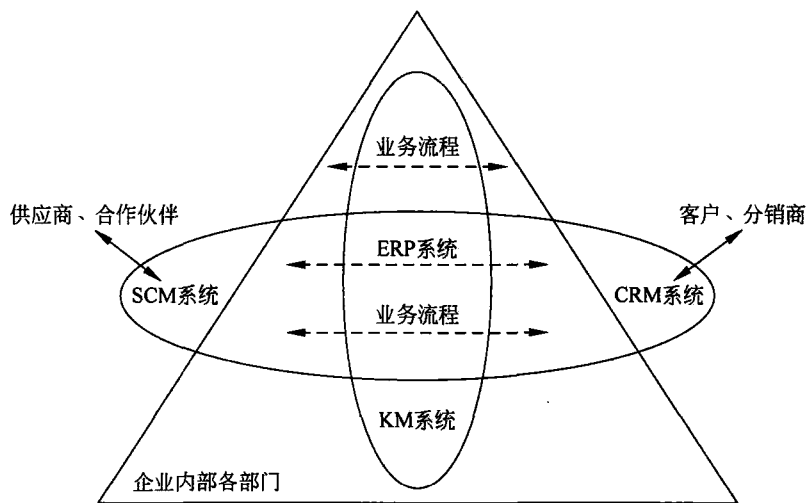 业务流程
供应商、合作伙伴
客户、分销商
ERP系统
SCM系统
CRM系统
业务流程
KM系统
企业内部各部门